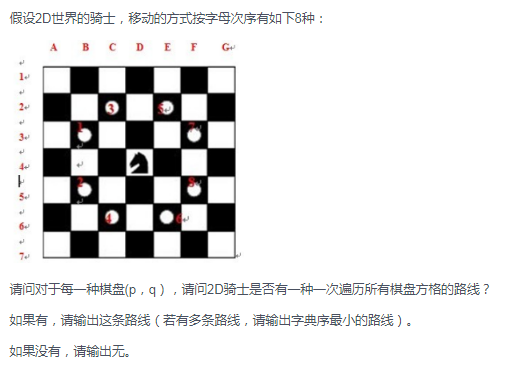 假设2D世界的骑士，移动的方式按字母次序有如下8种：
A B C D E F G
1
2 3 5
3 1 7
4
5 2 8
6 4 6
7
请问对于每一种棋盘(p，q），请问2D骑士是否有一种一次遍历所有棋盘方格的路线？
如果有，请输出这条路线（若有多条路线，请输出字典序最小的路线）。
如果没有，请输出无。